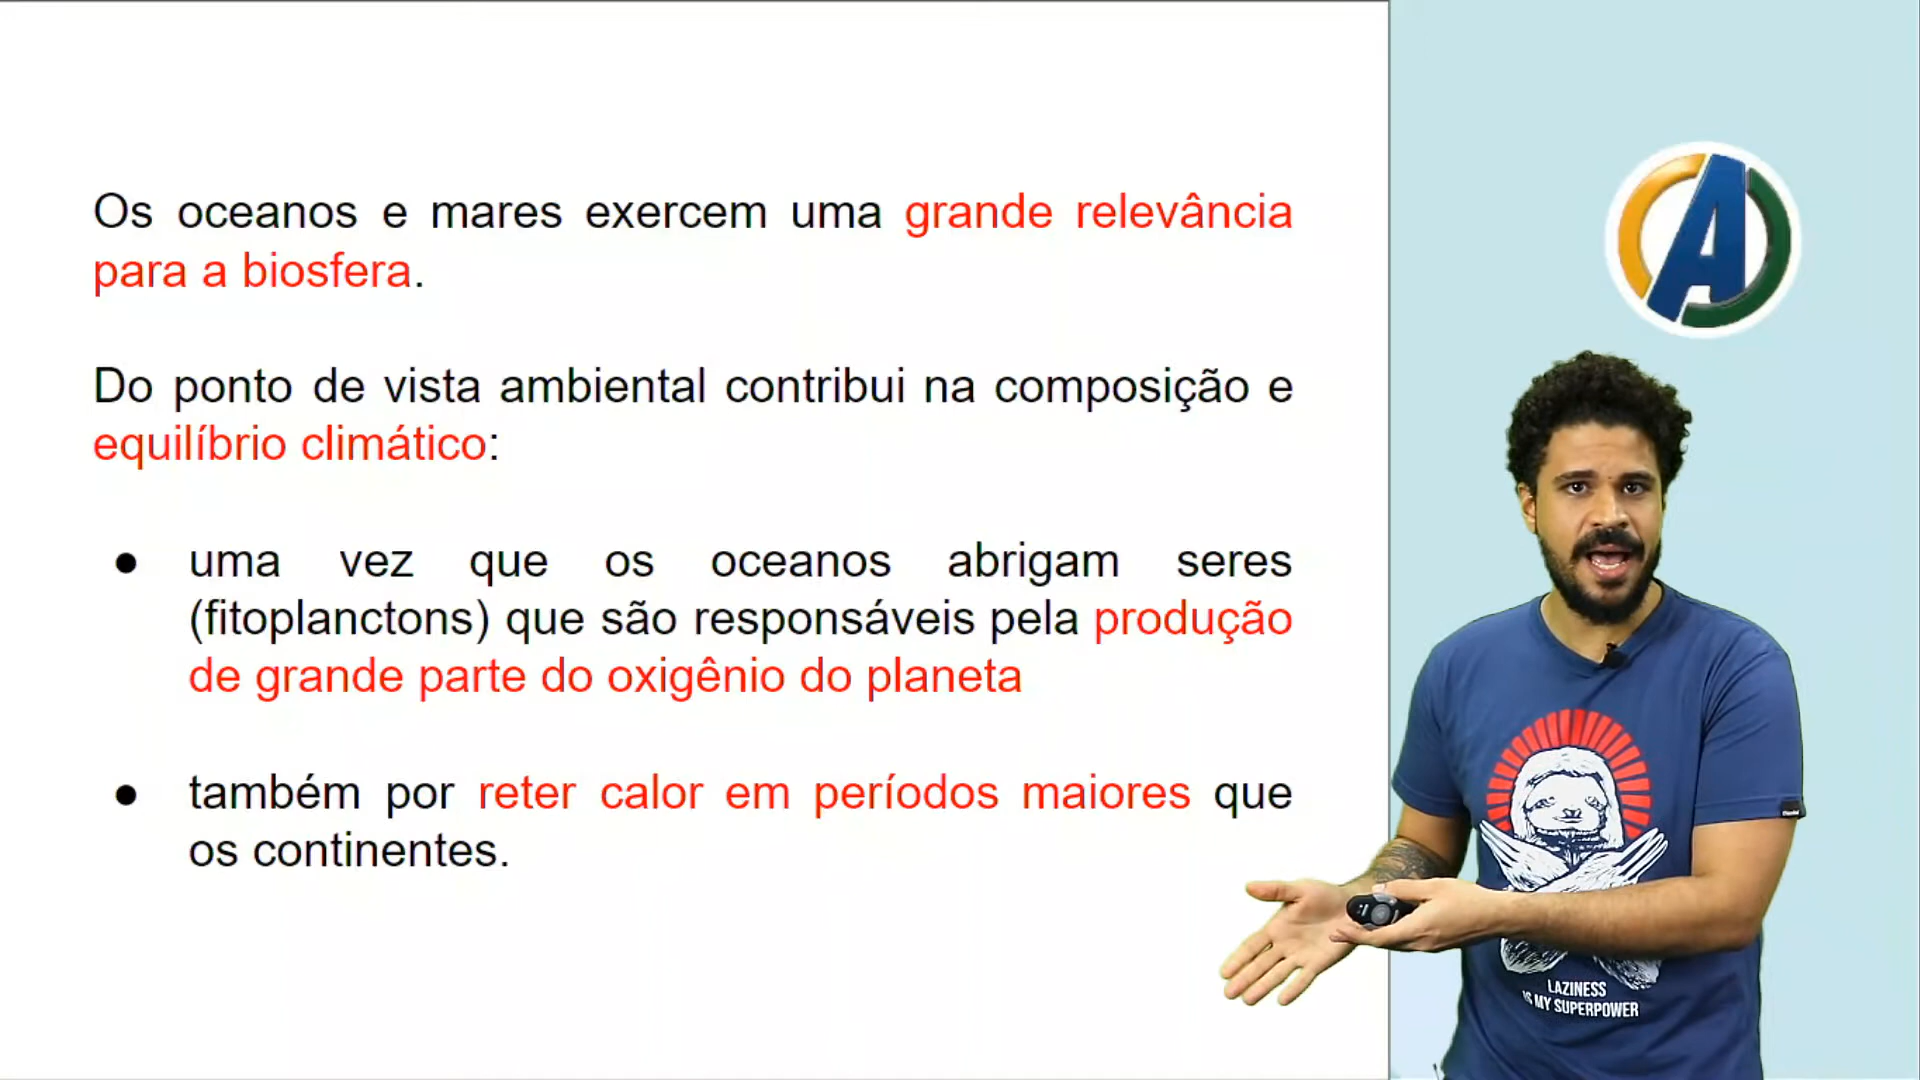 Os oceanos e mares exercem uma grande relevância
para a biosfera.
Do ponto de vista ambiental contribui na composição e
equilíbrio climático:
● uma vez que os oceanos abrigam seres
(fitoplanctons) que são responsáveis pela produção
de grande parte do oxigênio do planeta
● também por reter calor em períodos maiores que
os continentes.
A
LAZINESS
IS MY SUPERPOWER